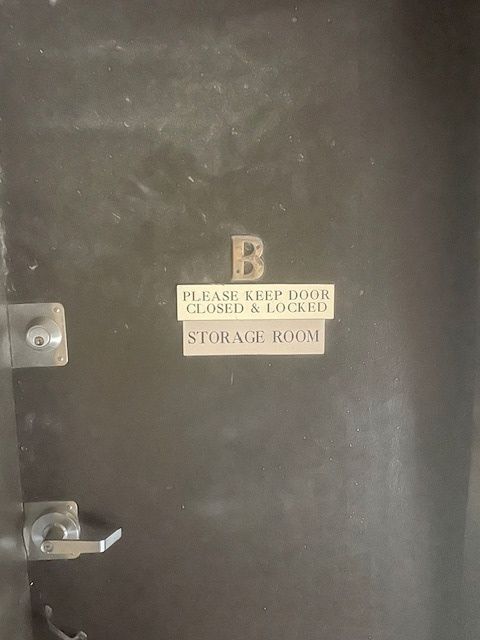 B
PLEASE KEEP DOOR
CLOSED & LOCKED
STORAGE ROOM